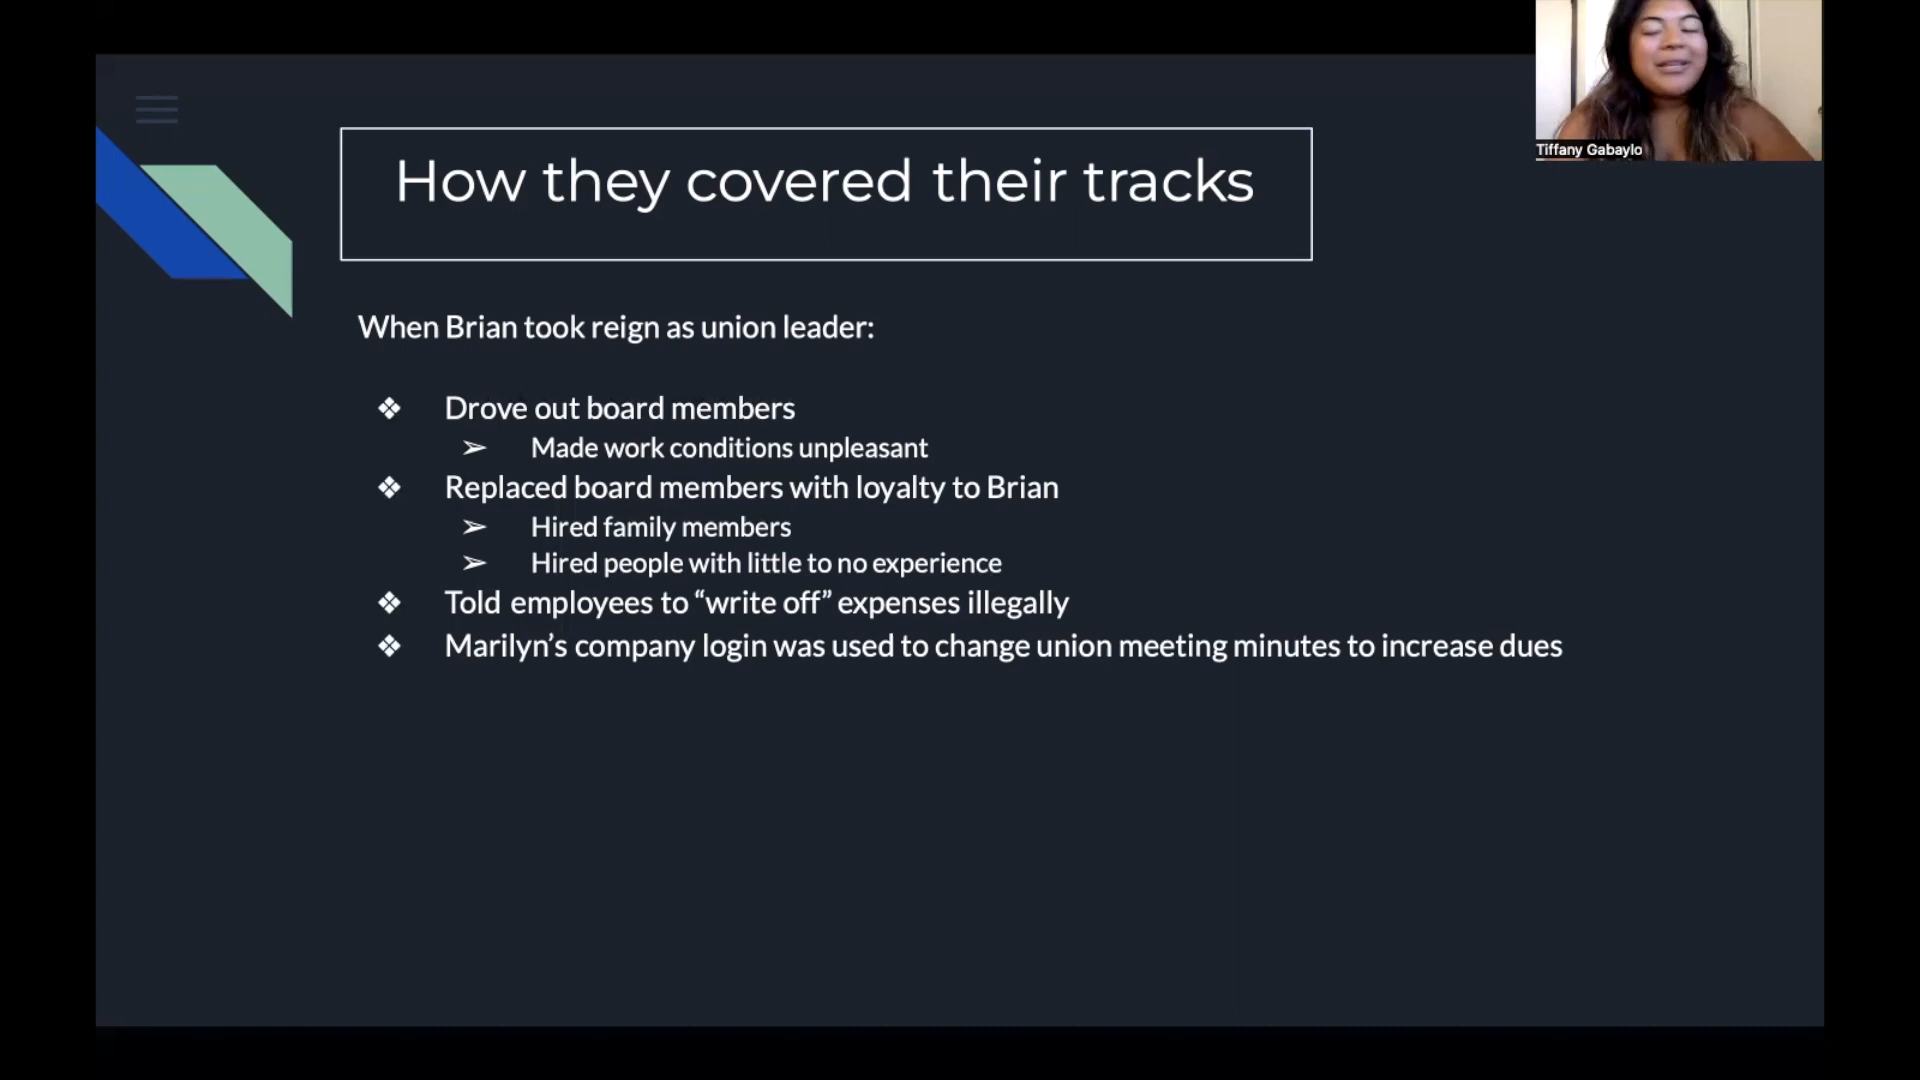 Tiffany Gabaylo
How they covered their tracks
When Brian took reign as union leader:
❖ Drove out board members
➢ Made work conditions unpleasant
❖ Replaced board members with loyalty to Brian
➢ Hired family members
➢ Hired people with little to no experience
❖ Told employees to “write off” expenses illegally
❖ Marilyn’s company login was used to change union meeting minutes to increase dues